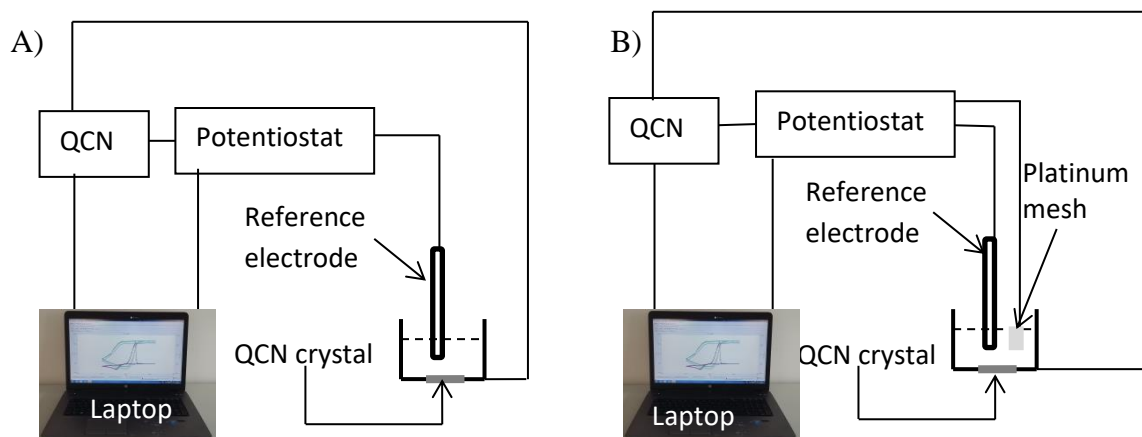 A)
QCN
Potentiostat
Reference
electrode
QCN crystal
Laptop
B)
QCN
Potentiostat
Platinum
mesh
Reference
electrode
QCN crystal
Laptop